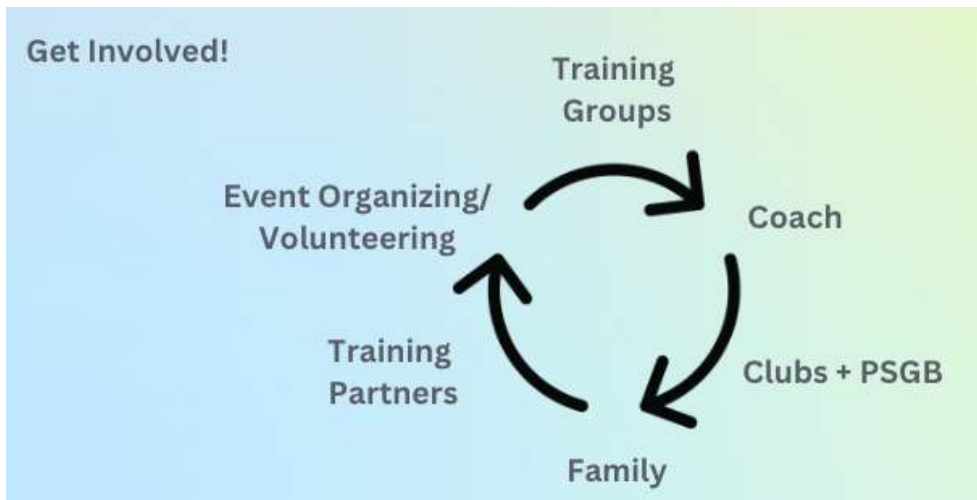 Get Involved!
Training
Groups
Event Organizing/
Volunteering
Coach
Training
Partners
Clubs + PSGB
Family